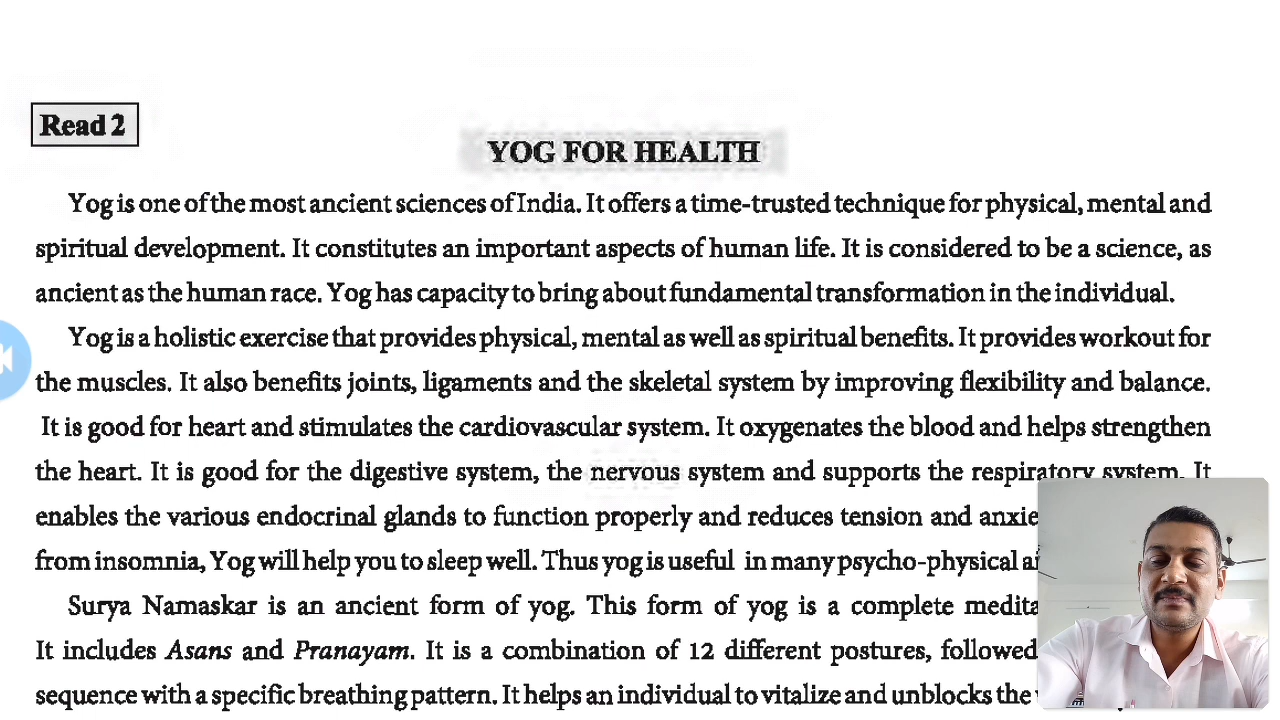 Read 2
YOG FOR HEALTH
Yog is one of the most ancient sciences of India. It offers a time-trusted technique for physical, mental and
spiritual development. It constitutes an important aspects of human life. It is considered to be a science, as
ancient as the human race. Yog has capacity to bring about fundamental transformation in the individual.
Yog is a holistic exercise that provides physical, mental as well as spiritual benefits. It provides workout for
the muscles. It also benefits joints, ligaments and the skeletal system by improving flexibility and balance.
It is good for heart and stimulates the cardiovascular system. It oxygenates the blood and helps strengthen
the heart. It is good for the digestive system, the nervous system and supports the respiratory system. It
enables the various endocrinal glands to function properly and reduces tension and
from insomnia, Yog will help you to sleep well. Thus yog is useful in many psycho-physical
Surya Namaskar is an ancient form of yog. This form of yog is a complete
It includes Asans and Pranayam. It is a combination of 12 different postures, followed
sequence with a specific breathing pattern. It helps an individual to vitalize and unblocks the